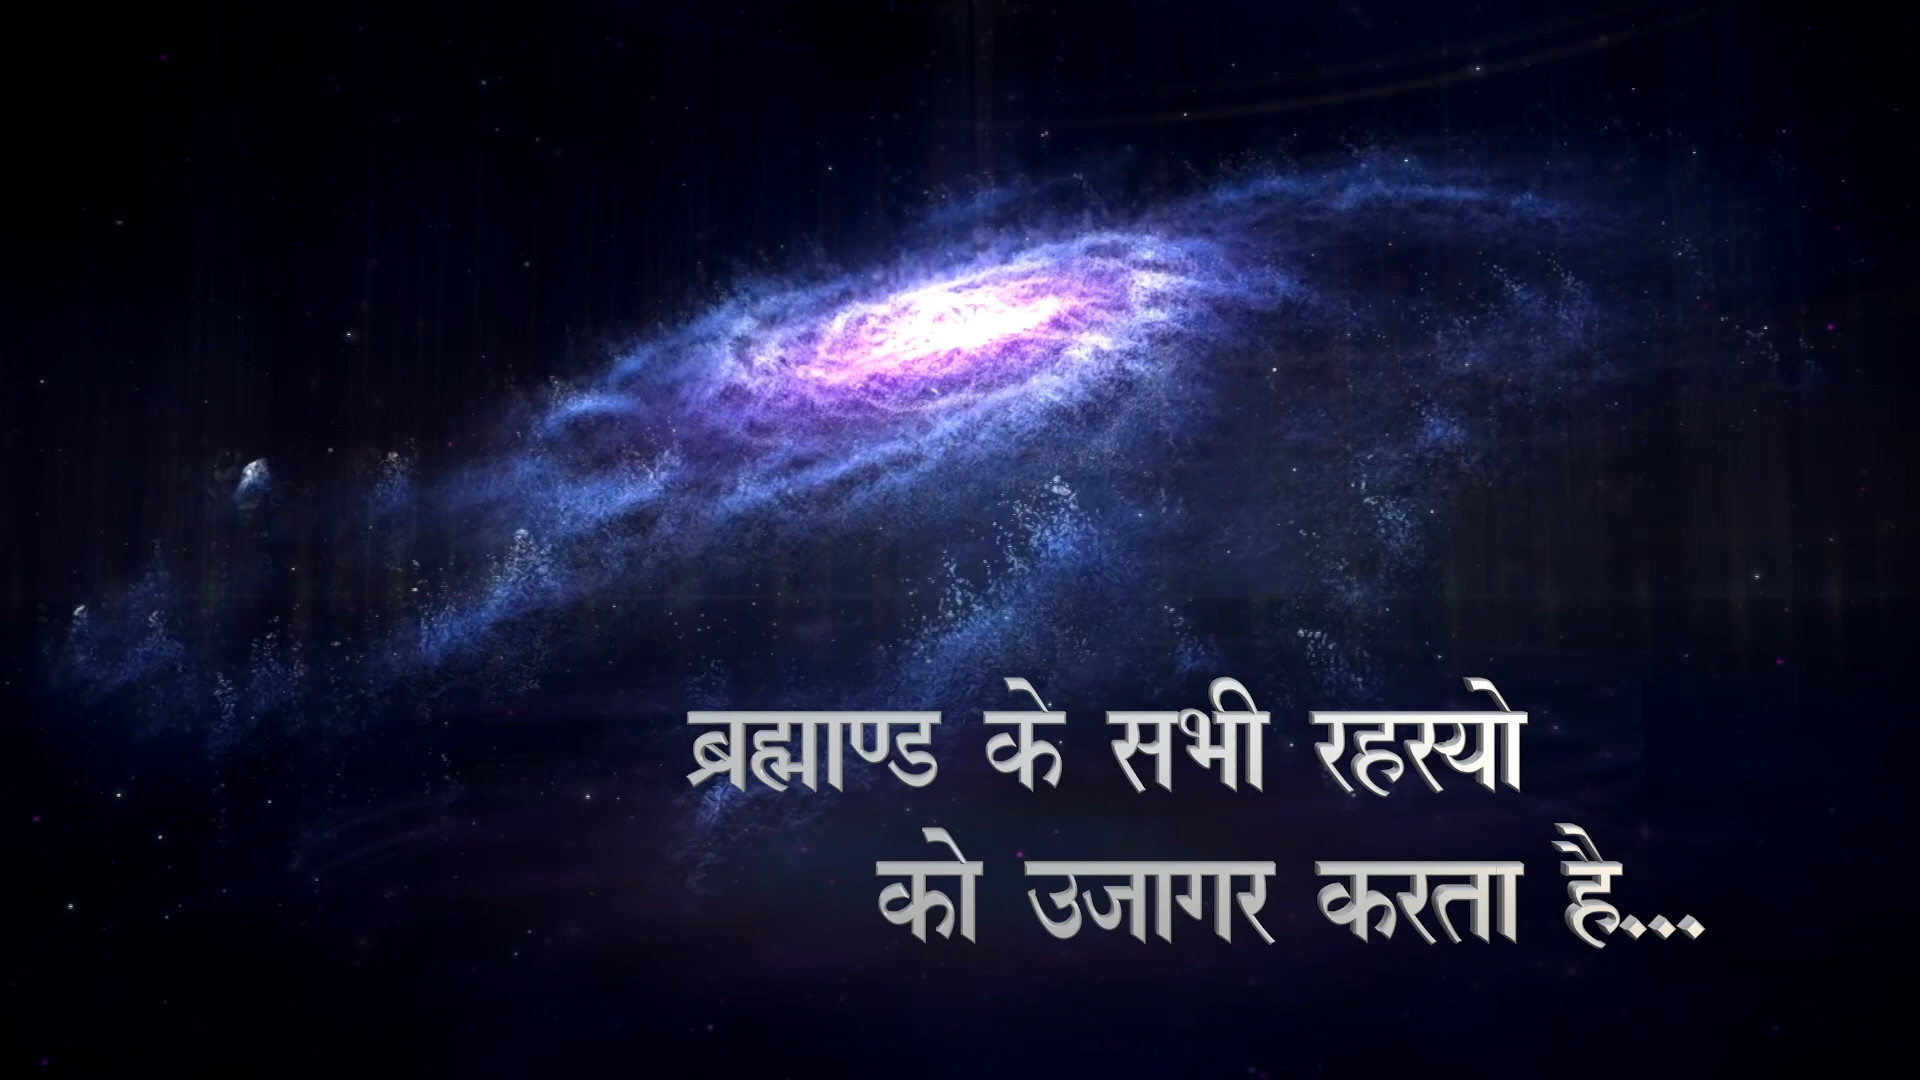 ब्रह्माण्ड के सभी रहस्यो
को उजागर करता है...